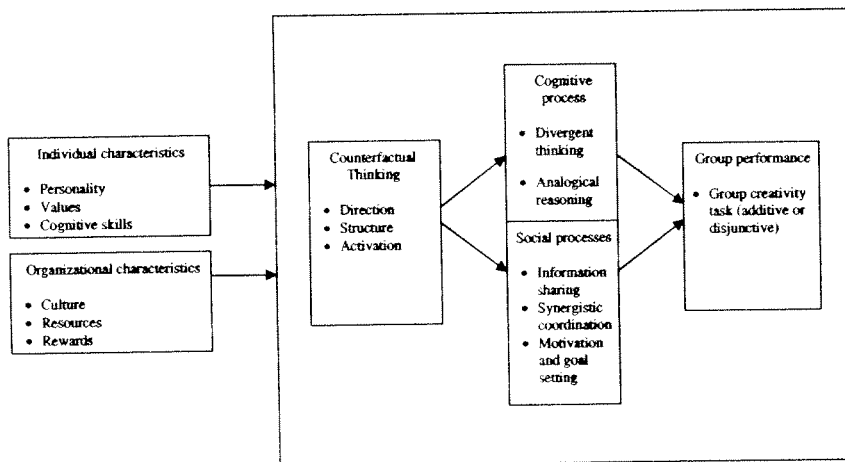 Individual characteristics
• Personality
• Values
• Cognitive skills
Organizational characteristics
• Culture
• Resources
• Rewards
Counterfactual
Thinking
• Direction
• Structure
• Activation
Cognitive
process
• Divergent
thinking
• Analogical
reasoning
Social processes
• Information
sharing
• Synergistic
coordination
• Motivation
and goal
setting
Group performance
• Group creativity
task (additive or
disjunctive)